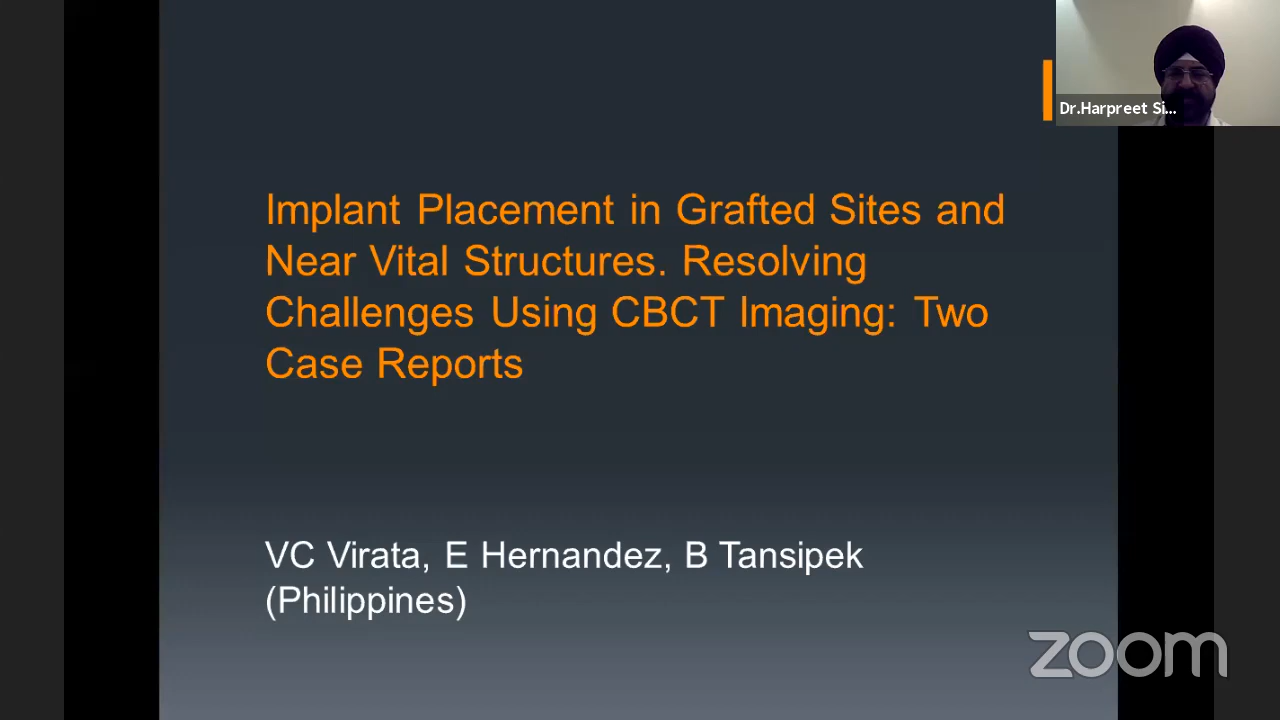 Dr.Harpreet Si...
Implant Placement in Grafted Sites and
Near Vital Structures. Resolving
Challenges Using CBCT Imaging: Two
Case Reports
VC Virata, E Hernandez, B Tansipek
(Philippines)
zoom